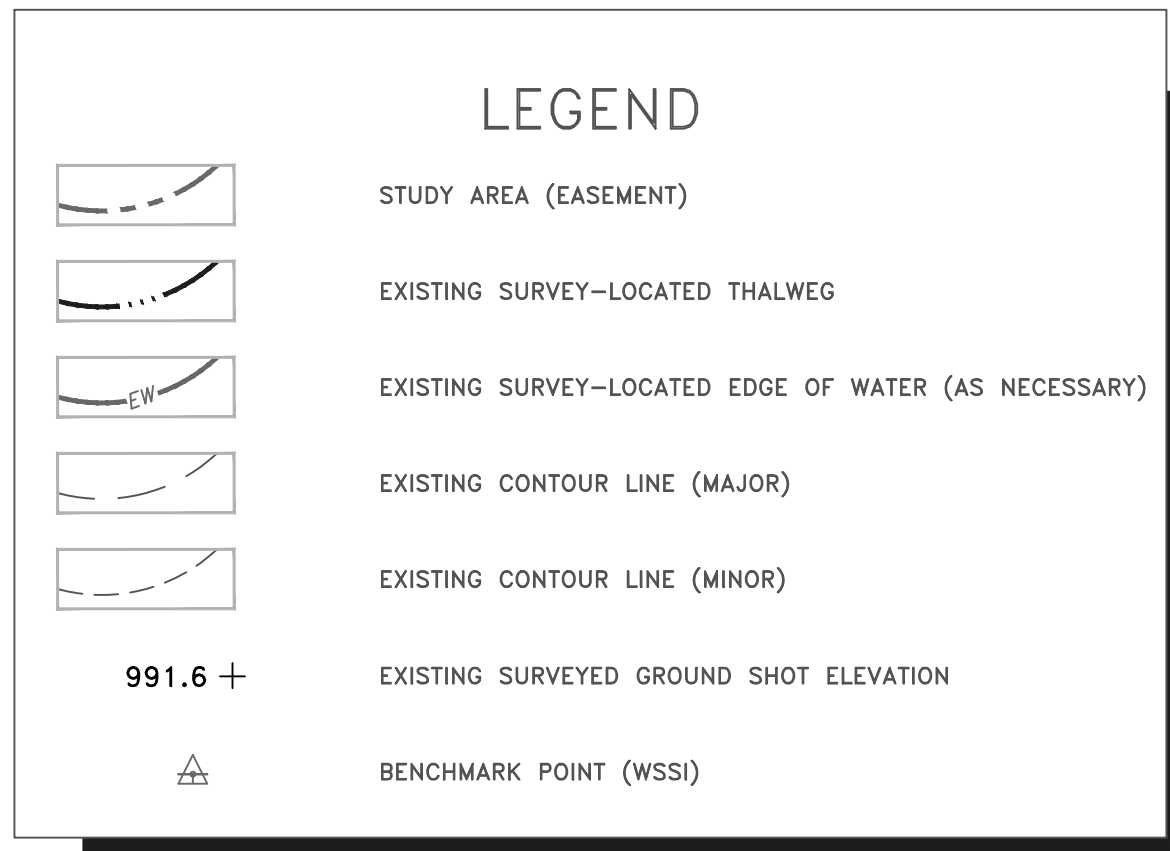 LEGEND
STUDY AREA (EASEMENT)
EXISTING SURVEY-LOCATED THALWEG
EW EXISTING SURVEY-LOCATED EDGE OF WATER (AS NECESSARY)
EXISTING CONTOUR LINE (MAJOR)
EXISTING CONTOUR LINE (MINOR)
991.6 + EXISTING SURVEYED GROUND SHOT ELEVATION
BENCHMARK POINT (WSSI)